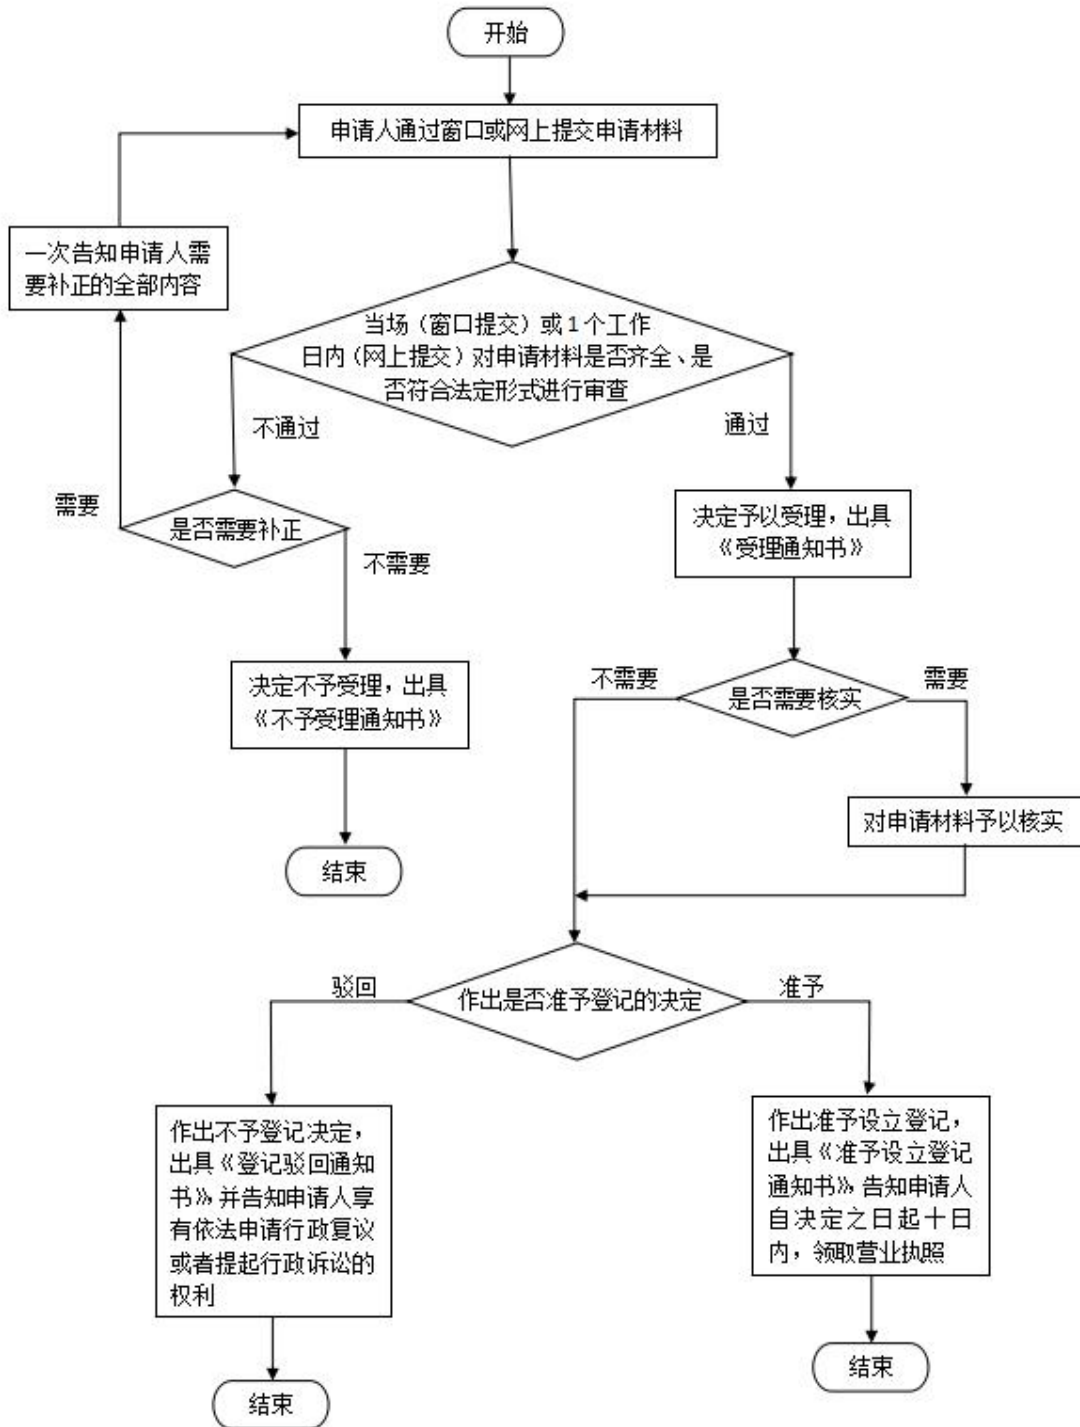 开始
申请人通过窗口或网上提交申请材料
一次告知申请人需
要补正的全部内容
当场（窗口提交）或1个工作
日内（网上提交）对申请材料是否齐全、是
否符合法定形式进行审查
不通过
通过
需要
是否需要补正
不需要
决定予以受理，出具
《受理通知书》
决定不予受理，出具
《不予受理通知书》
结束
不需要
是否需要核实
需要
对申请材料予以核实
驳回
作出是否准予登记的决定
准予
作出不予登记决定，
出具《登记驳回通知
书》，并告知申请人享
有依法申请行政复议
或者提起行政诉讼的
权利
结束
作出准予设立登记，
出具《准予设立登记
通知书》，告知申请人
自决定之日起十日
内，领取营业执照
结束